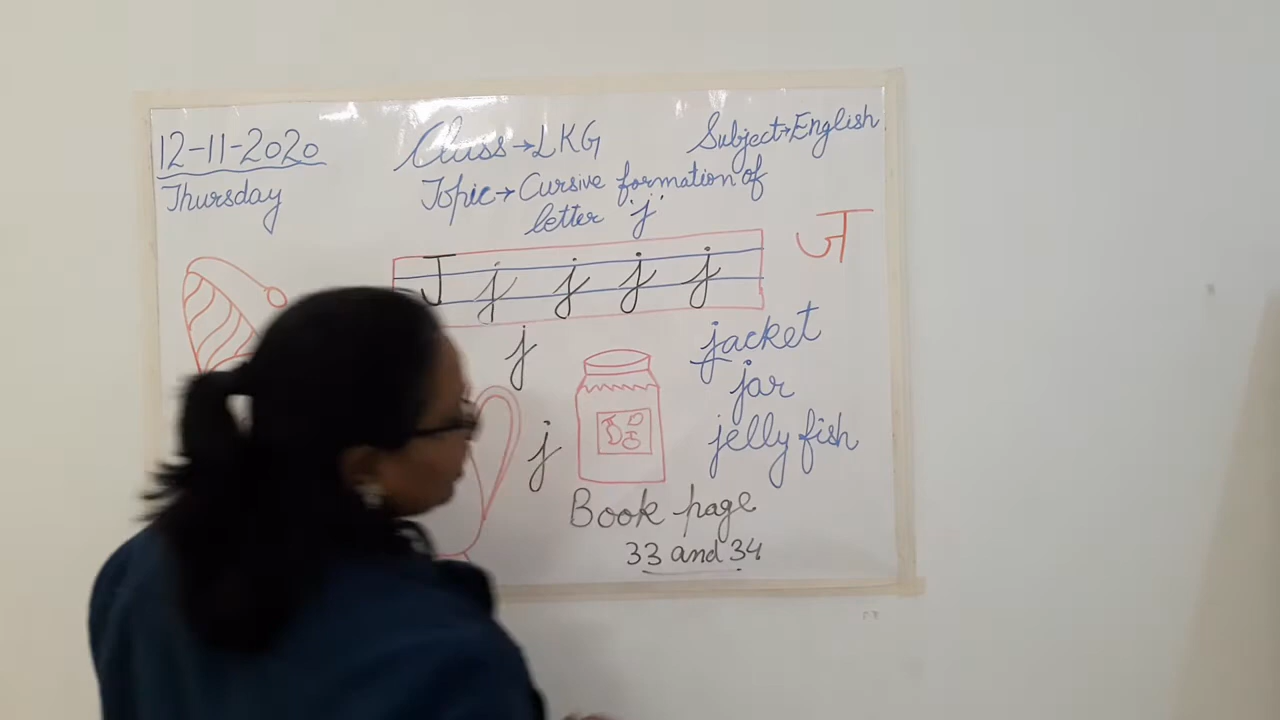 12-11-2020
Thursday
Class→LKG
Subject→English
Topic→Cursive formation of
letter 'j'
J j j j j
ज
j
j
jacket
jar
jelly fish
Book page
33 and 34